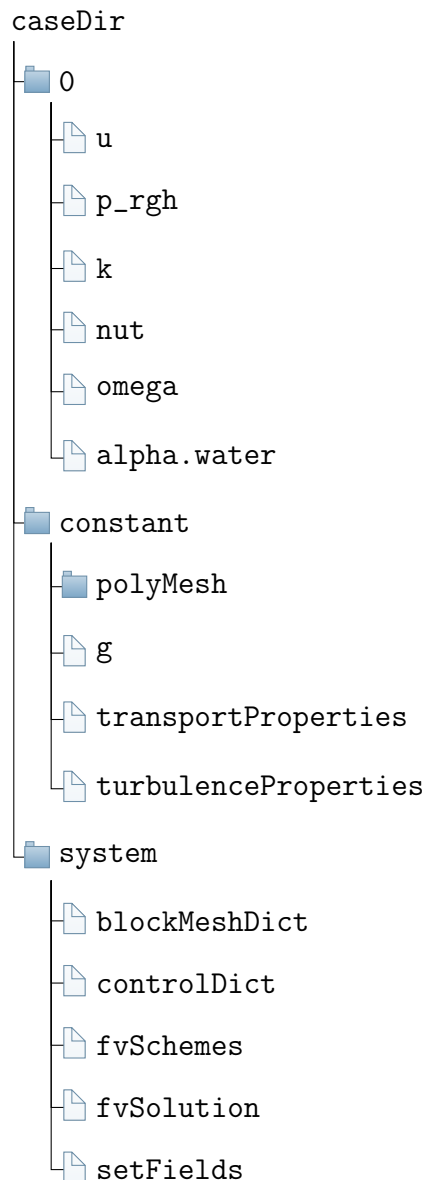 caseDir
0
u
p_rgh
k
nut
omega
alpha.water
constant
polyMesh
g
transportProperties
turbulenceProperties
system
blockMeshDict
controlDict
fvSchemes
fvSolution
setFields